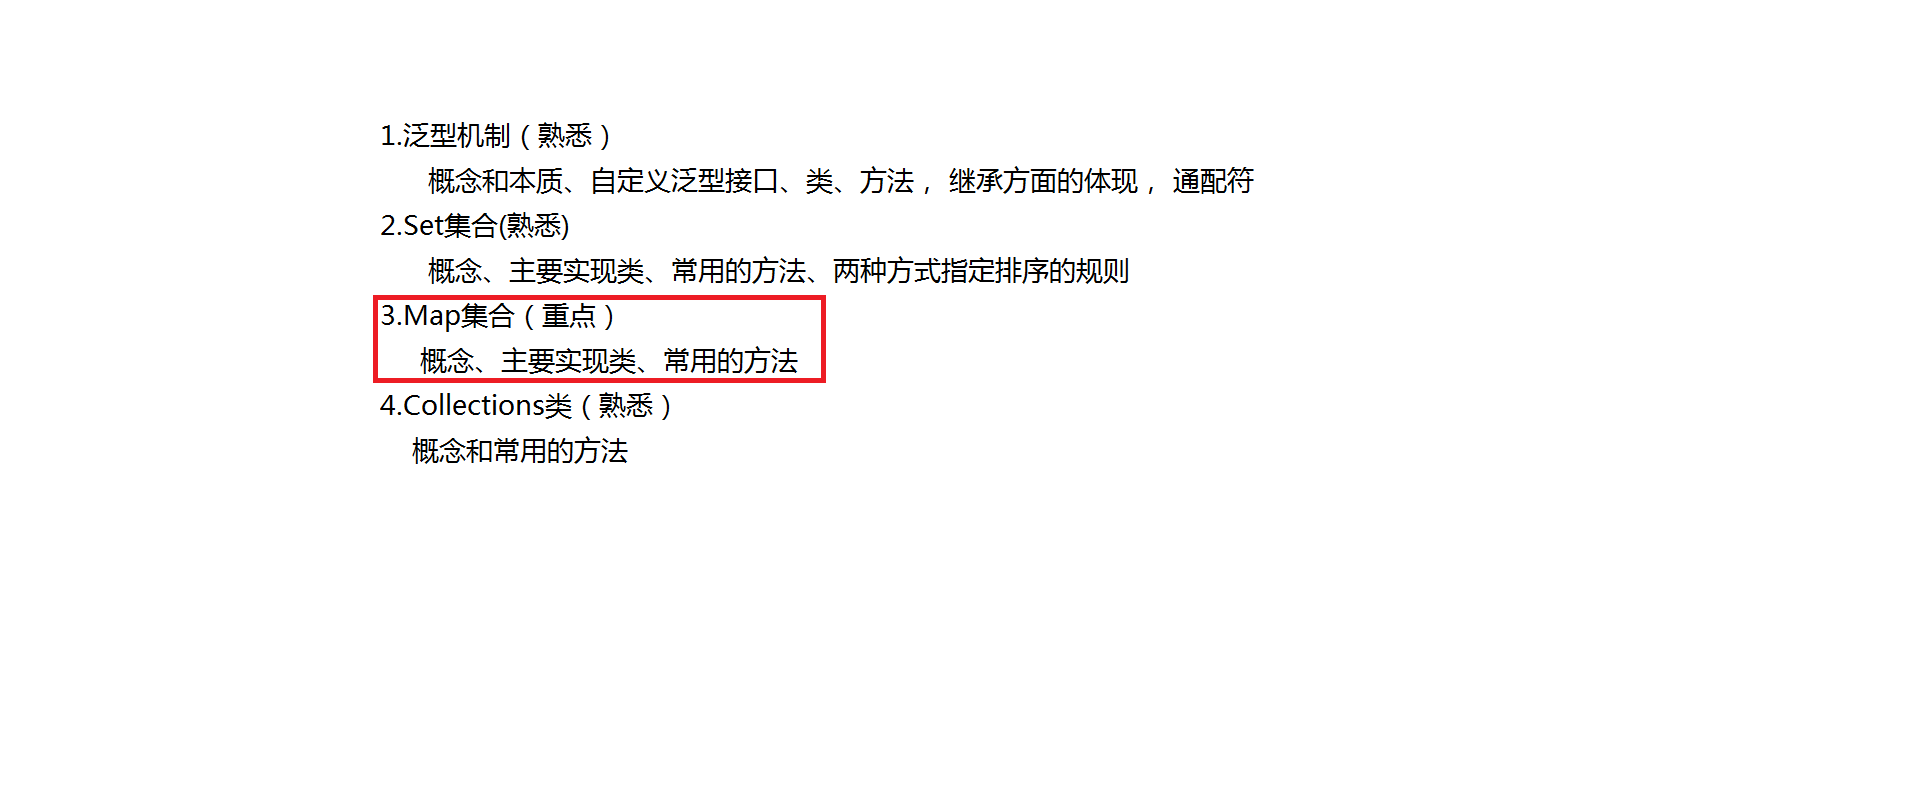 1.泛型机制（熟悉）
概念和本质、自定义泛型接口、类、方法， 继承方面的体现， 通配符
2.Set集合(熟悉)
概念、主要实现类、常用的方法、两种方式指定排序的规则
3.Map集合（重点）
概念、主要实现类、常用的方法
4.Collections类（熟悉）
概念和常用的方法